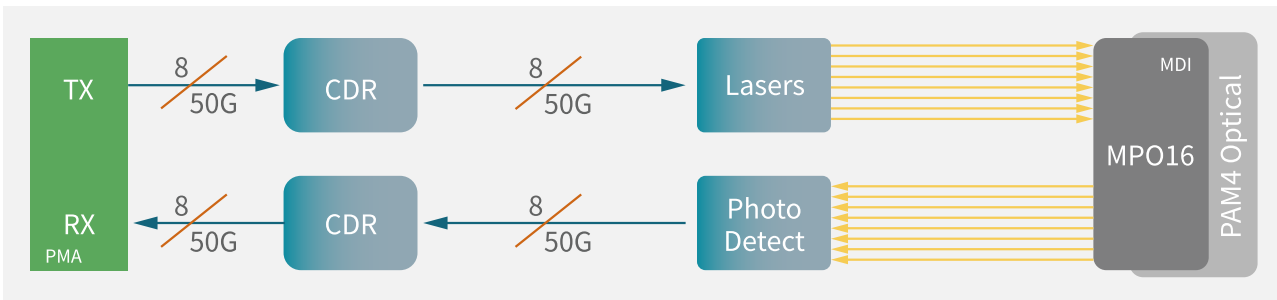 TX
8
50G
CDR
8
50G
Lasers
MDI
MPO16
PAM4 Optical
RX
PMA
8
50G
CDR
8
50G
Photo
Detect